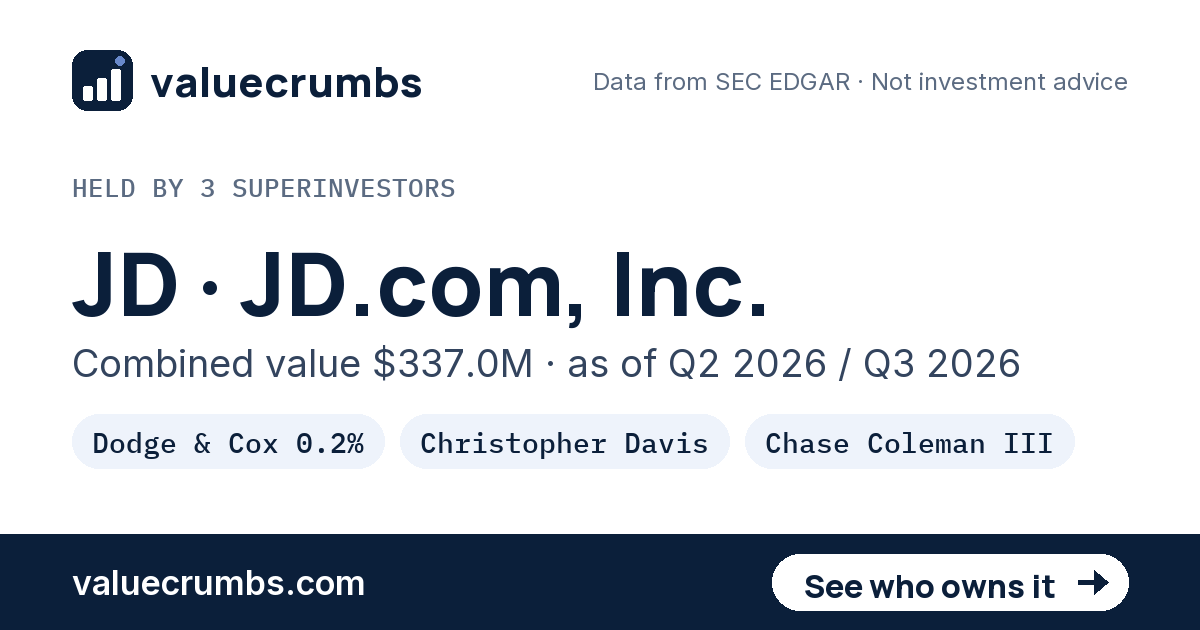 valuecrumbs
Data from SEC EDGAR · Not investment advice
HELD BY 3 SUPERINVESTORS
JD · JD.com, Inc.
Combined value $337.0M · as of Q2 2026 / Q3 2026
Dodge & Cox 0.2%
Christopher Davis
Chase Coleman III
valuecrumbs.com
See who owns it →